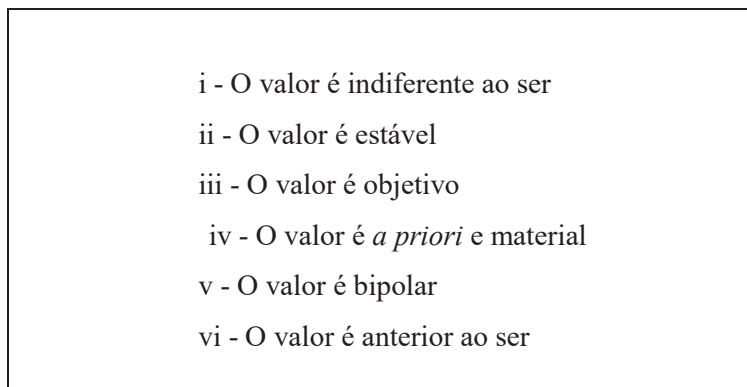 i - O valor é indiferente ao ser
ii - O valor é estável
iii - O valor é objetivo
iv - O valor é a priori e material
v - O valor é bipolar
vi - O valor é anterior ao ser